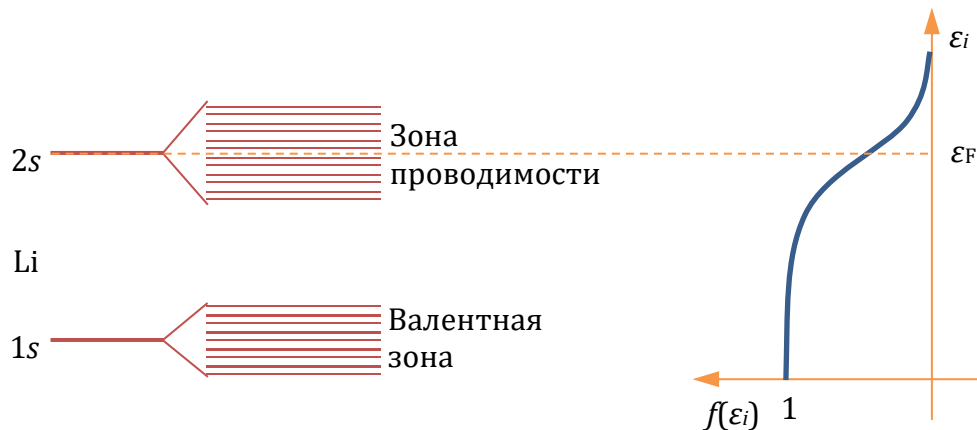 εi
Зона
2s
εF
проводимости
Li
Валентная
1s
зона
f(εi)
1